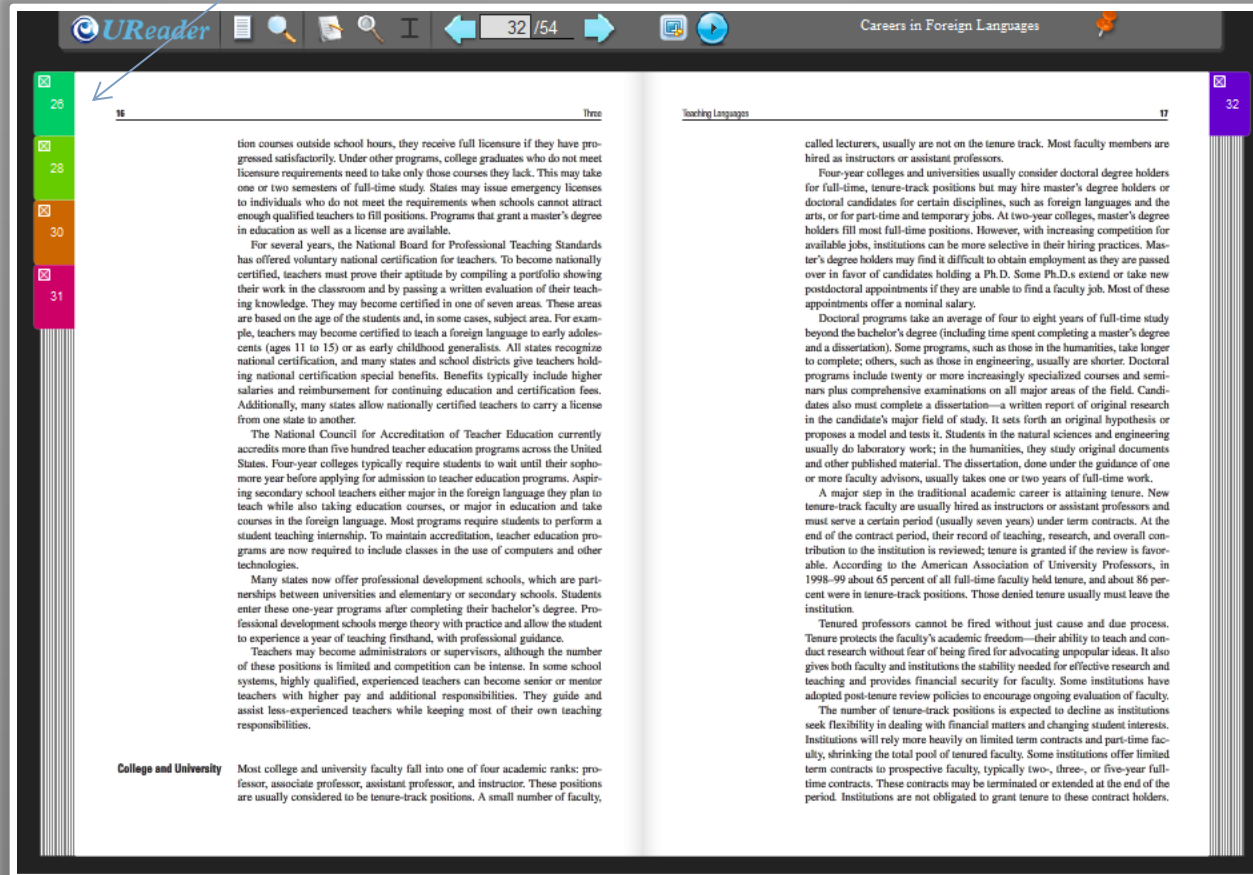 UReader
32 /54
Careers in Foreign Languages
26
28
30
31
32
16 Three
tion courses outside school hours, they receive full licensure if they have pro-
gressed satisfactorily. Under other programs, college graduates who do not meet
licensure requirements need to take only those courses they lack. This may take
one or two semesters of full-time study. States may issue emergency licenses
to individuals who do not meet the requirements when schools cannot attract
enough qualified teachers to fill positions. Programs that grant a master's degree
in education as well as a license are available.
For several years, the National Board for Professional Teaching Standards
has offered voluntary national certification for teachers. To become nationally
certified, teachers must prove their aptitude by compiling a portfolio showing
their work in the classroom and by passing a written evaluation of their teach-
ing knowledge. They may become certified in one of seven areas. These areas
are based on the age of the students and, in some cases, subject area. For exam-
ple, teachers may become certified to teach a foreign language to early adoles-
cents (ages 11 to 15) or as early childhood generalists. All states recognize
national certification, and many states and school districts give teachers hold-
ing national certification special benefits. Benefits typically include higher
salaries and reimbursement for continuing education and certification fees.
Additionally, many states allow nationally certified teachers to carry a license
from one state to another.
The National Council for Accreditation of Teacher Education currently
accredits more than five hundred teacher education programs across the United
States. Four-year colleges typically require students to wait until their sopho-
more year before applying for admission to teacher education programs. Aspir-
ing secondary school teachers either major in the foreign language they plan to
teach while also taking education courses, or major in education and take
courses in the foreign language. Most programs require students to perform a
student teaching internship. To maintain accreditation, teacher education pro-
grams are now required to include classes in the use of computers and other
technologies.
Many states now offer professional development schools, which are part-
nerships between universities and elementary or secondary schools. Students
enter these one-year programs after completing their bachelor's degree. Pro-
fessional development schools merge theory with practice and allow the student
to experience a year of teaching firsthand, with professional guidance.
Teachers may become administrators or supervisors, although the number
of these positions is limited and competition can be intense. In some school
systems, highly qualified, experienced teachers can become senior or mentor
teachers with higher pay and additional responsibilities. They guide and
assist less-experienced teachers while keeping most of their own teaching
responsibilities.
College and University Most college and university faculty fall into one of four academic ranks: pro-
fessor, associate professor, assistant professor, and instructor. These positions
are usually considered to be tenure-track positions. A small number of faculty,
Teaching Languages 17
called lecturers, usually are not on the tenure track. Most faculty members are
hired as instructors or assistant professors.
Four-year colleges and universities usually consider doctoral degree holders
for full-time, tenure-track positions but may hire master's degree holders or
doctoral candidates for certain disciplines, such as foreign languages and the
arts, or for part-time and temporary jobs. At two-year colleges, master's degree
holders fill most full-time positions. However, with increasing competition for
available jobs, institutions can be more selective in their hiring practices. Mas-
ter's degree holders may find it difficult to obtain employment as they are passed
over in favor of candidates holding a Ph.D. Some Ph.D.s extend or take new
postdoctoral appointments if they are unable to find a faculty job. Most of these
appointments offer a nominal salary.
Doctoral programs take an average of four to eight years of full-time study
beyond the bachelor's degree (including time spent completing a master's degree
and a dissertation). Some programs, such as those in the humanities, take longer
to complete; others, such as those in engineering, usually are shorter. Doctoral
programs include twenty or more increasingly specialized courses and semi-
nars plus comprehensive examinations on all major areas of the field. Candi-
dates also must complete a dissertation—a written report of original research
in the candidate's major field of study. It sets forth an original hypothesis or
proposes a model and tests it. Students in the natural sciences and engineering
usually do laboratory work; in the humanities, they study original documents
and other published material. The dissertation, done under the guidance of one
or more faculty advisors, usually takes one or two years of full-time work.
A major step in the traditional academic career is attaining tenure. New
tenure-track faculty are usually hired as instructors or assistant professors and
must serve a certain period (usually seven years) under term contracts. At the
end of the contract period, their record of teaching, research, and overall con-
tribution to the institution is reviewed; tenure is granted if the review is favor-
able. According to the American Association of University Professors, in
1998–99 about 65 percent of all full-time faculty held tenure, and about 86 per-
cent were in tenure-track positions. Those denied tenure usually must leave the
institution.
Tenured professors cannot be fired without just cause and due process.
Tenure protects the faculty's academic freedom—their ability to teach and con-
duct research without fear of being fired for advocating unpopular ideas. It also
gives both faculty and institutions the stability needed for effective research and
teaching and provides financial security for faculty. Some institutions have
adopted post-tenure review policies to encourage ongoing evaluation of faculty.
The number of tenure-track positions is expected to decline as institutions
seek flexibility in dealing with financial matters and changing student interests.
Institutions will rely more heavily on limited term contracts and part-time fac-
ulty, shrinking the total pool of tenured faculty. Some institutions offer limited
term contracts to prospective faculty, typically two-, three-, or five-year full-
time contracts. These contracts may be terminated or extended at the end of the
period. Institutions are not obligated to grant tenure to these contract holders.